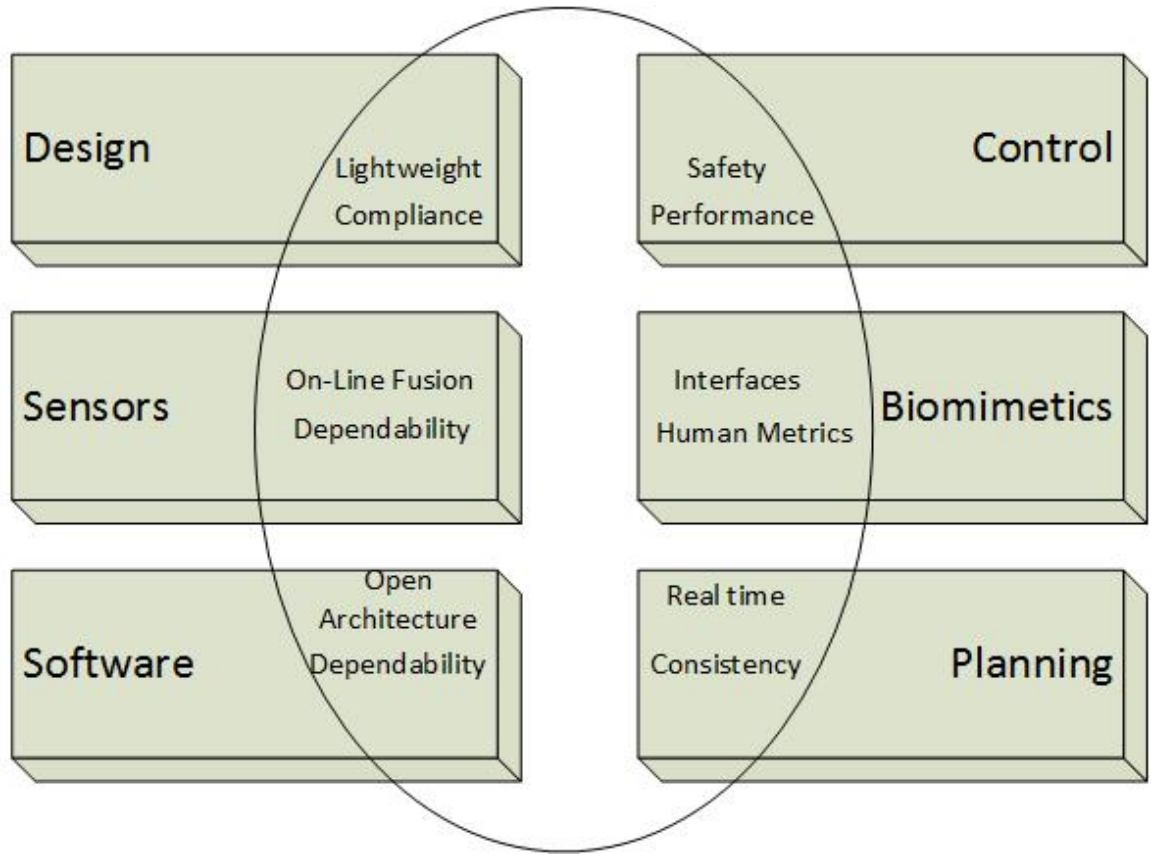 Design
Lightweight
Compliance
Control
Safety
Performance
Sensors
On-Line Fusion
Dependability
Biomimetics
Interfaces
Human Metrics
Software
Open
Architecture
Dependability
Planning
Real time
Consistency